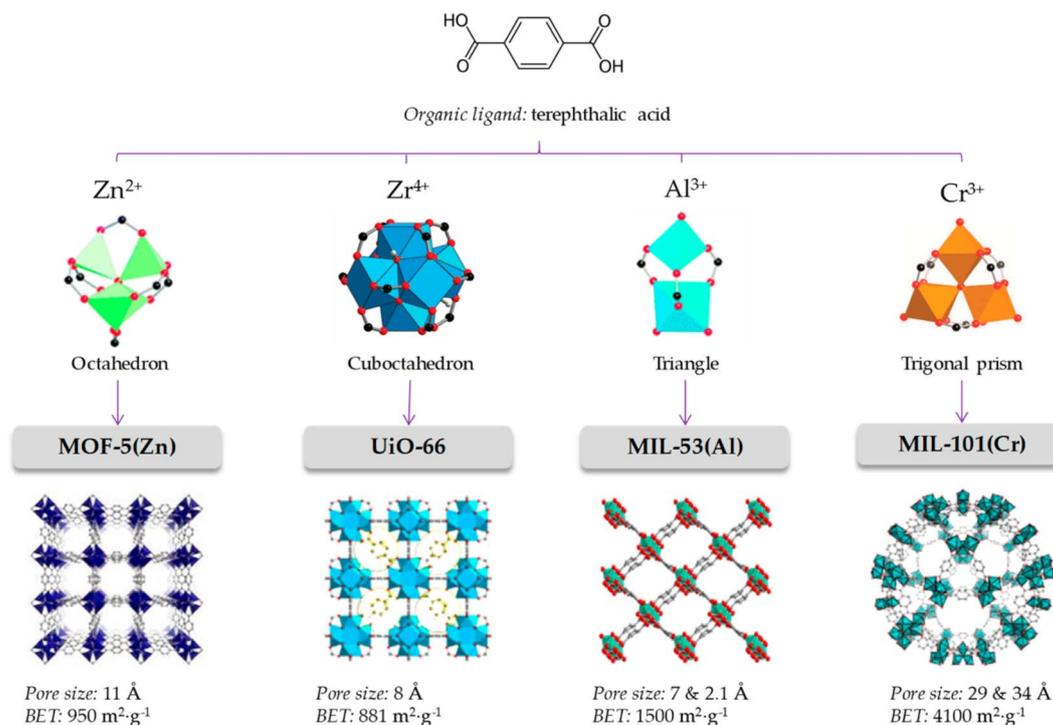 HO
O
O
OH
Organic ligand: terephthalic acid
Zn²⁺
Zr⁴⁺
Al³⁺
Cr³⁺
Octahedron
Cuboctahedron
Triangle
Trigonal prism
MOF-5(Zn)
UiO-66
MIL-53(Al)
MIL-101(Cr)
Pore size: 11 Å
BET: 950 m²·g⁻¹
Pore size: 8 Å
BET: 881 m²·g⁻¹
Pore size: 7 & 2.1 Å
BET: 1500 m²·g⁻¹
Pore size: 29 & 34 Å
BET: 4100 m²·g⁻¹